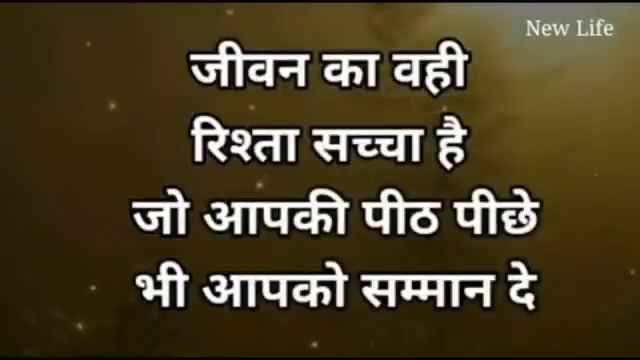 New Life
जीवन का वही
रिश्ता सच्चा है
जो आपकी पीठ पीछे
भी आपको सम्मान दे